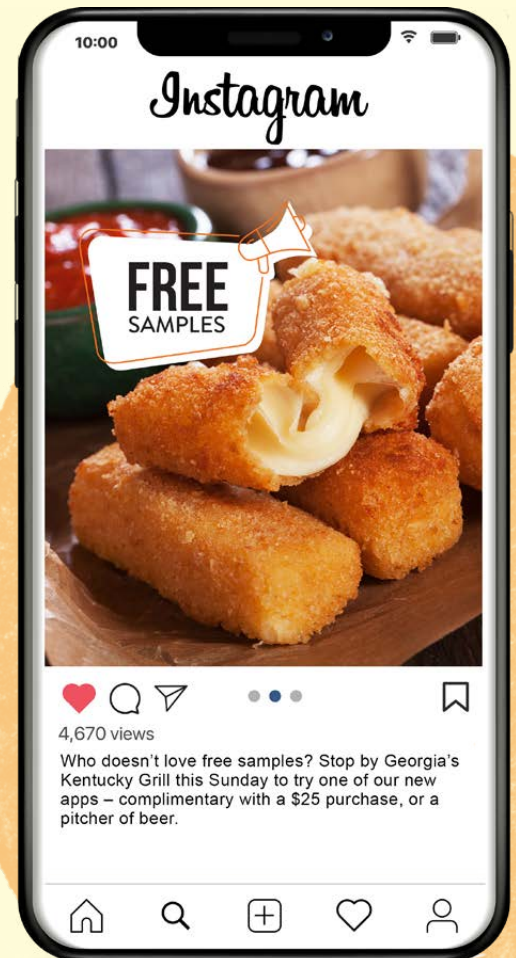 10:00
Instagram
FREE
SAMPLES
4,670 views
Who doesn’t love free samples? Stop by Georgia’s
Kentucky Grill this Sunday to try one of our new
apps – complimentary with a $25 purchase, or a
pitcher of beer.